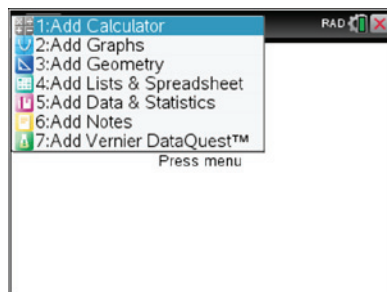 1:Add Calculator
RAD
2:Add Graphs
3:Add Geometry
4:Add Lists & Spreadsheet
5:Add Data & Statistics
6:Add Notes
7:Add Vernier DataQuest™
Press menu